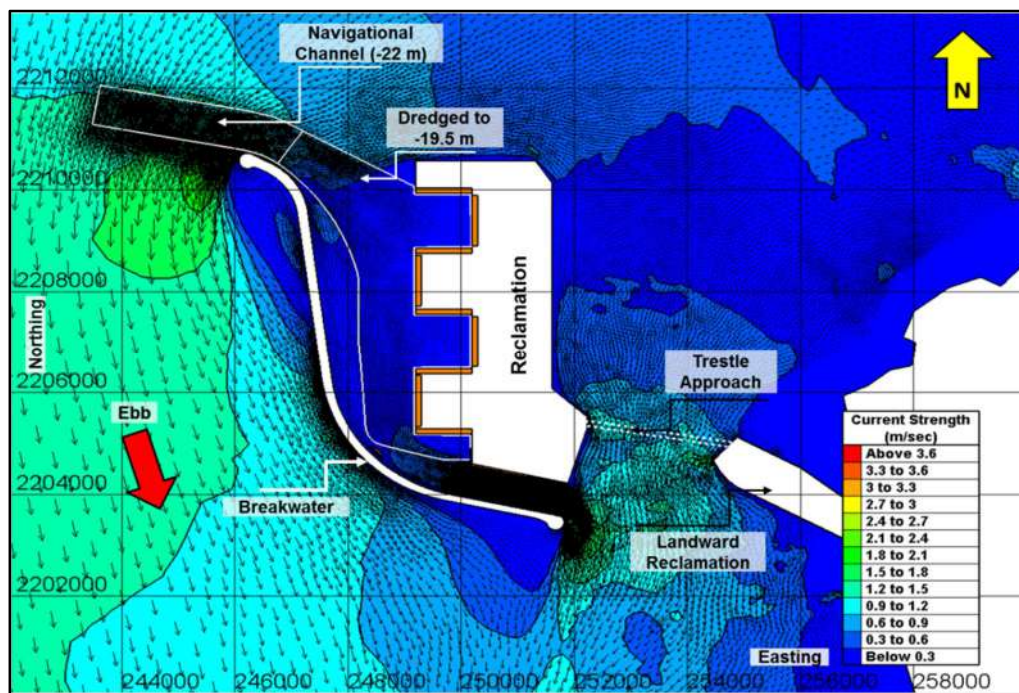 Navigational
Channel (-22 m)
N
2212000
Dredged to
-19.5 m
2210000
2208000
Northing
Reclamation
2206000
Trestle
Approach
Ebb
2204000
Breakwater
Landward
Reclamation
2202000
Current Strength
(m/sec)
Above 3.6
3.3 to 3.6
3 to 3.3
2.7 to 3
2.4 to 2.7
2.1 to 2.4
1.8 to 2.1
1.5 to 1.8
1.2 to 1.5
0.9 to 1.2
0.6 to 0.9
0.3 to 0.6
Below 0.3
Easting
244000 246000 248000 250000 252000 254000 256000 258000